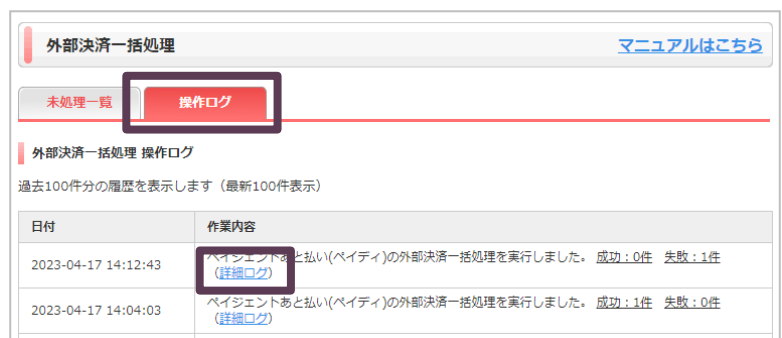 外部決済一括処理 マニュアルはこちら
未処理一覧 操作ログ
外部決済一括処理 操作ログ
過去100件分の履歴を表示します（最新100件表示）
日付 作業内容
2023-04-17 14:12:43 ペイジェントあと払い(ペイディ)の外部決済一括処理を実行しました。 成功：0件 失敗：1件
（詳細ログ）
2023-04-17 14:04:03 ペイジェントあと払い(ペイディ)の外部決済一括処理を実行しました。 成功：1件 失敗：0件
（詳細ログ）